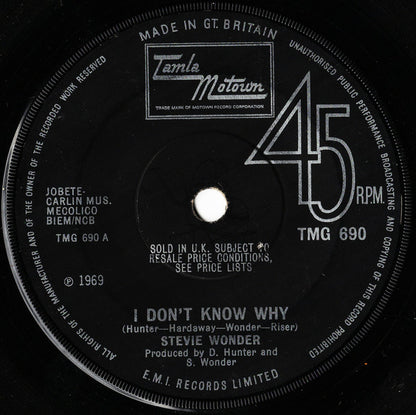 MADE IN GT. BRITAIN
UNAUTHORISED PUBLIC PERFORMANCE BROADCASTING AND COPYING OF THIS RECORD PROHIBITED
ALL RIGHTS OF THE MANUFACTURER AND OF THE OWNER OF THE RECORDED WORK RESERVED
Tamla
Motown
TRADE MARK OF MOTOWN RECORD CORPORATION
45 R.P.M.
TMG 690
JOBETE-
CARLIN MUS.
MECOLICO
BIEM/NCB
TMG 690 A
SOLD IN U.K. SUBJECT TO
RESALE PRICE CONDITIONS,
SEE PRICE LISTS
℗ 1969
I DON'T KNOW WHY
(Hunter—Hardaway—Wonder—Riser)
STEVIE WONDER
Produced by D. Hunter and
S. Wonder
E.M.I. RECORDS LIMITED